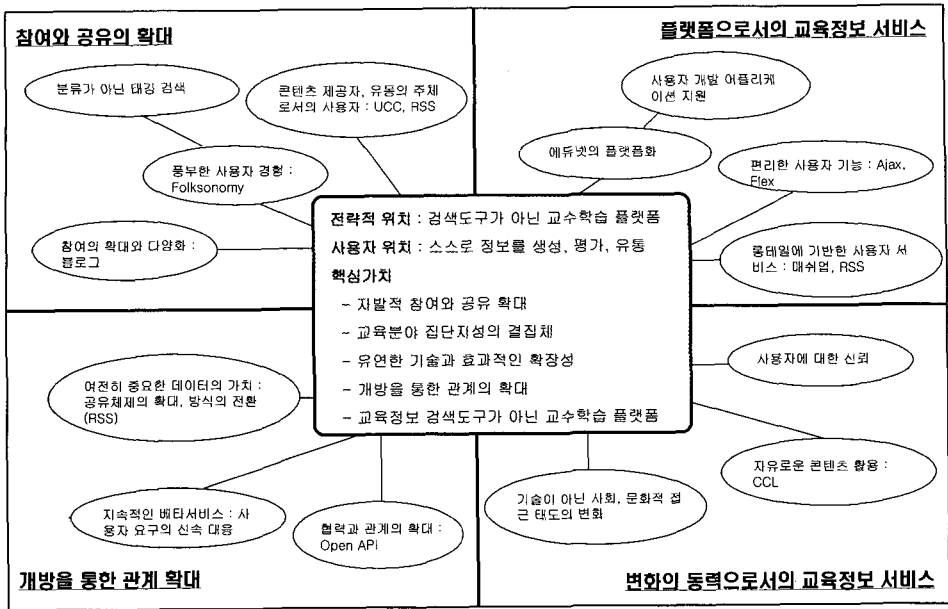 참여와 공유의 확대
플랫폼으로서의 교육정보 서비스
분류가 아닌 태깅 검색
콘텐츠 제공자, 유통의 주체
로서의 사용자 : UCC, RSS
풍부한 사용자 경험 :
Folksonomy
참여의 확대와 다양화 :
블로그
사용자 개발 어플리케
이션 지원
에듀넷의 플랫폼화
편리한 사용자 기능 : Ajax,
Flex
롱테일에 기반한 사용자 서
비스 : 매쉬업, RSS
전략적 위치 : 검색도구가 아닌 교수학습 플랫폼
사용자 위치 : 스스로 정보를 생성, 평가, 유통
핵심가치
- 자발적 참여와 공유 확대
- 교육분야 집단지성의 결집체
- 유연한 기술과 효과적인 확장성
- 개방을 통한 관계의 확대
- 교육정보 검색도구가 아닌 교수학습 플랫폼
여전히 중요한 데이터의 가치 :
공유체제의 확대, 방식의 전환
(RSS)
지속적인 베타서비스 : 사
용자 요구의 신속 대응
협력과 관계의 확대 :
Open API
사용자에 대한 신뢰
자유로운 콘텐츠 활용 :
CCL
기술이 아닌 사회, 문화적 접
근 태도의 변화
개방을 통한 관계 확대
변화의 동력으로서의 교육정보 서비스